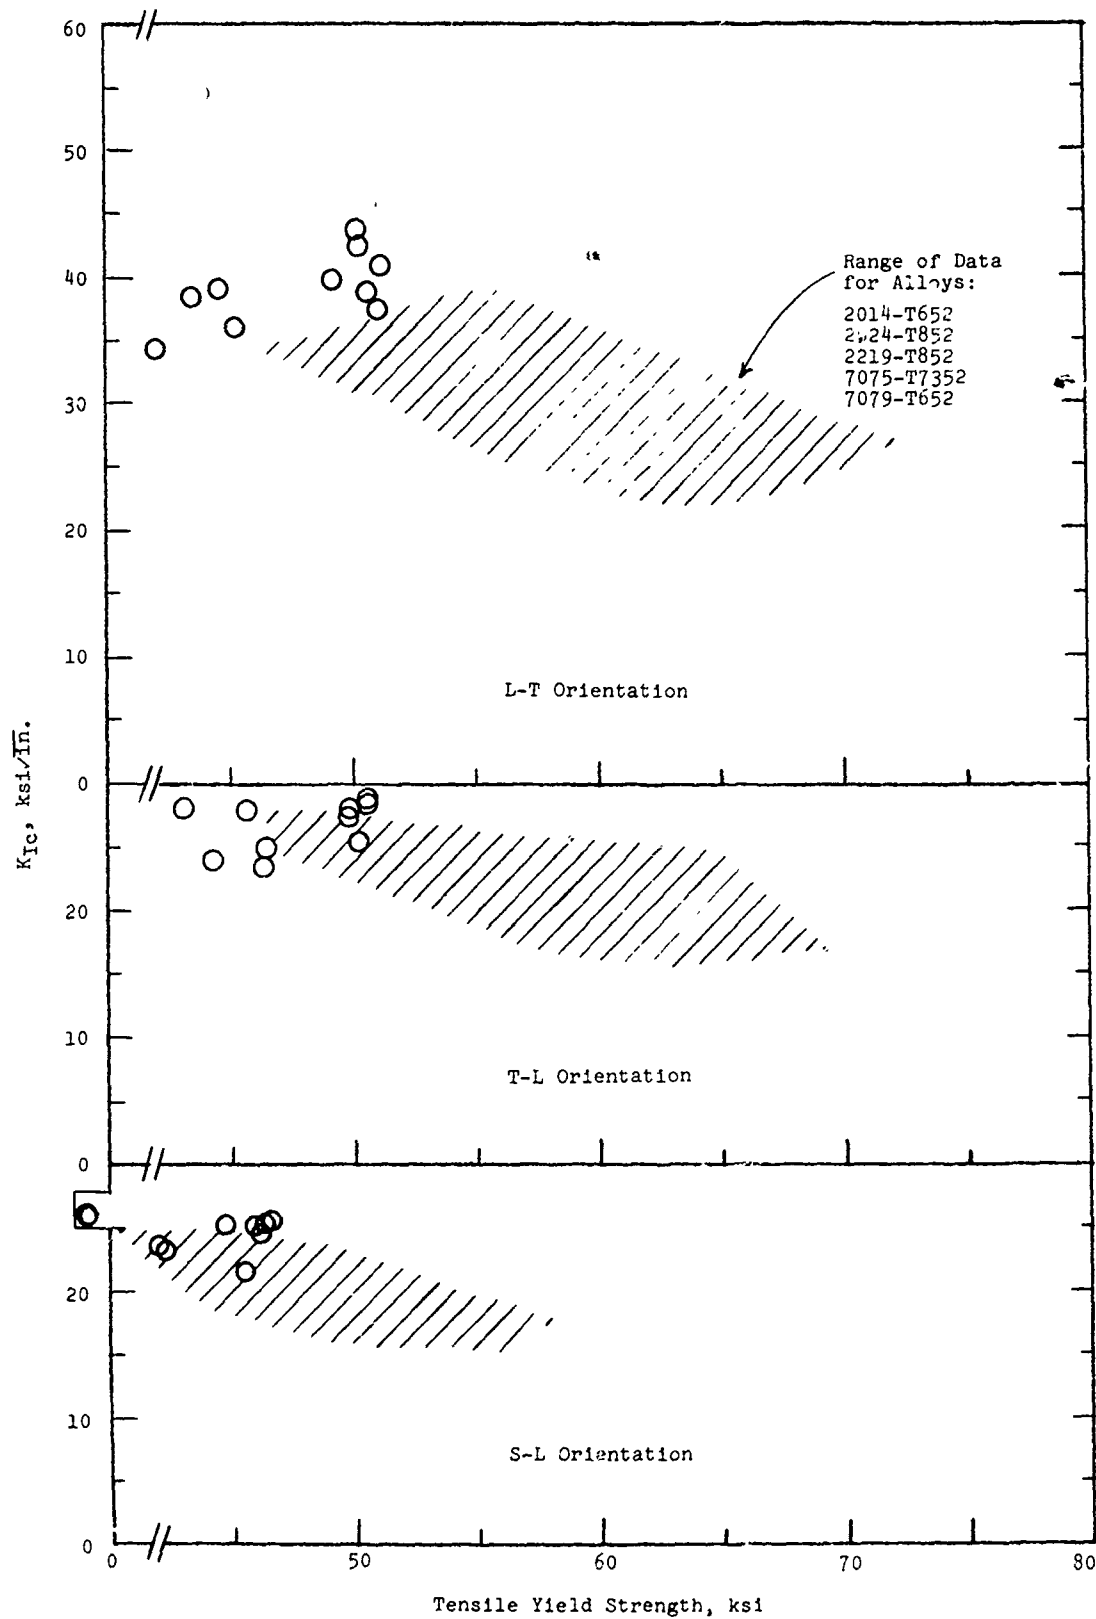 60
50
40
30
20
10
0
20
10
0
20
10
0
K_Ic, ksi√in.
Range of Data
for Alloys:
2014-T652
2219-T852
7075-T7352
7079-T652
L-T Orientation
T-L Orientation
S-L Orientation
0 50 60 70 80
Tensile Yield Strength, ksi